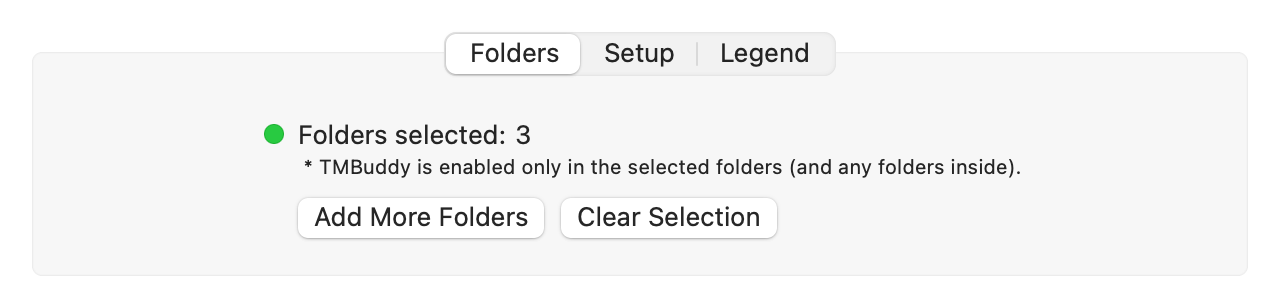 Folders Setup Legend
Folders selected: 3
* TMBuddy is enabled only in the selected folders (and any folders inside).
Add More Folders Clear Selection